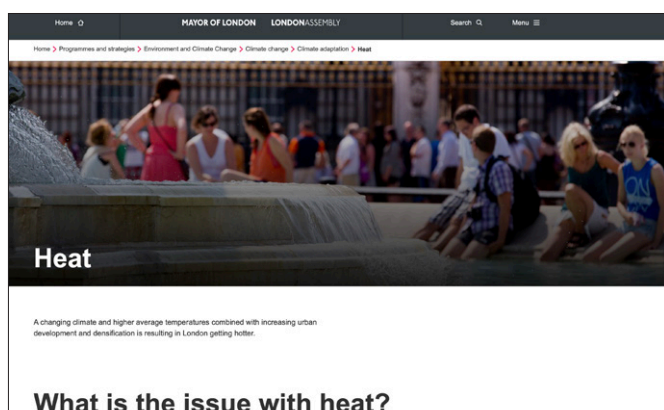 Home
MAYOR OF LONDON LONDONASSEMBLY
Search
Menu
Home > Programmes and strategies > Environment and Climate Change > Climate change > Climate adaptation > Heat
Heat
A changing climate and higher average temperatures combined with increasing urban
development and densification is resulting in London getting hotter.
What is the issue with heat?